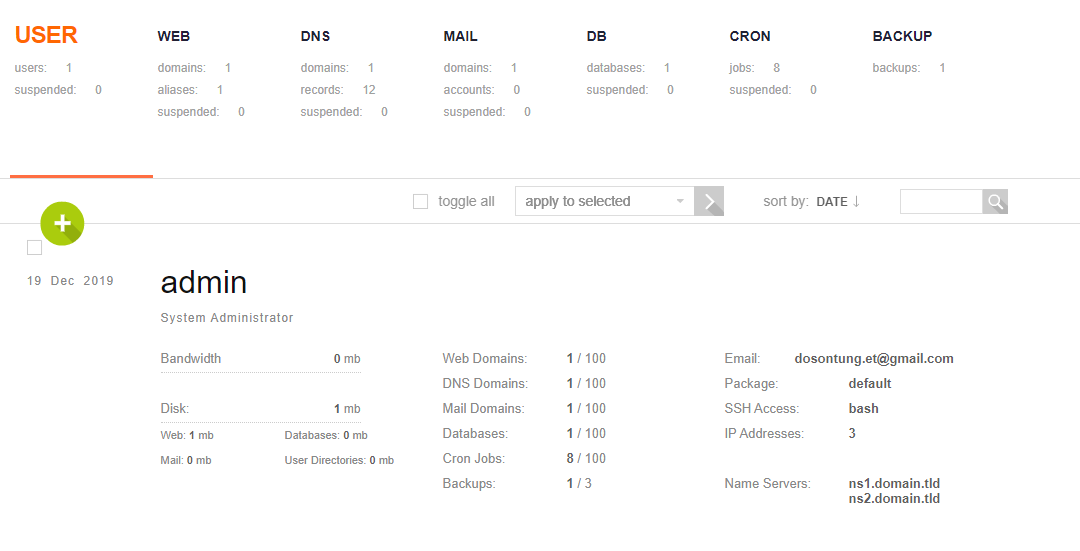 USER WEB DNS MAIL DB CRON BACKUP
users: 1 domains: 1 domains: 1 domains: 1 databases: 1 jobs: 8 backups: 1
suspended: 0 aliases: 1 records: 12 accounts: 0 suspended: 0 suspended: 0
suspended: 0 suspended: 0 suspended: 0
toggle all apply to selected sort by: DATE ↓
19 Dec 2019 admin
System Administrator
Bandwidth 0 mb Web Domains: 1 / 100 Email: dosontung.et@gmail.com
DNS Domains: 1 / 100 Package: default
Disk: 1 mb Mail Domains: 1 / 100 SSH Access: bash
Web: 1 mb Databases: 0 mb Databases: 1 / 100 IP Addresses: 3
Mail: 0 mb User Directories: 0 mb Cron Jobs: 8 / 100
Backups: 1 / 3 Name Servers: ns1.domain.tld
ns2.domain.tld